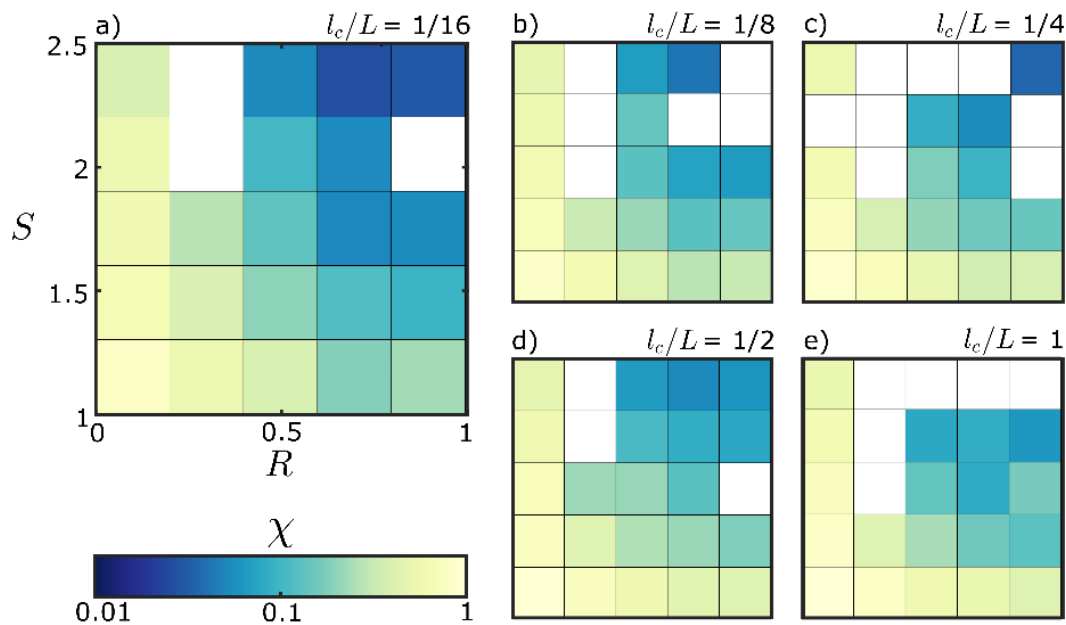 a) l_c/L = 1/16
b) l_c/L = 1/8
c) l_c/L = 1/4
2.5
2
1.5
1
S
0 0.5 1
R
d) l_c/L = 1/2
e) l_c/L = 1
χ
0.01 0.1 1